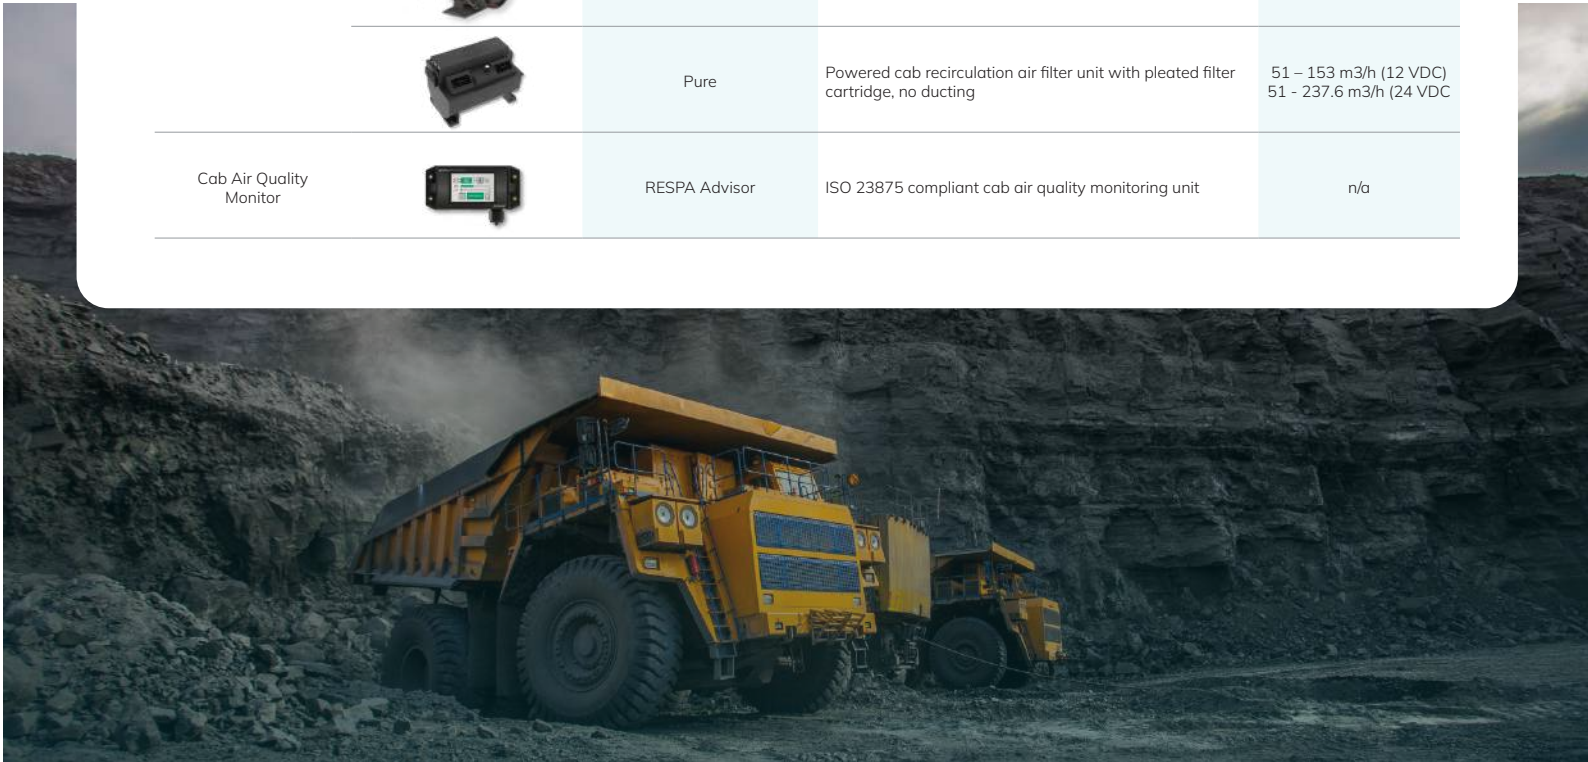 Pure
Powered cab recirculation air filter unit with pleated filter
cartridge, no ducting
51 – 153 m3/h (12 VDC)
51 - 237.6 m3/h (24 VDC
Cab Air Quality
Monitor
RESPA Advisor
ISO 23875 compliant cab air quality monitoring unit
n/a